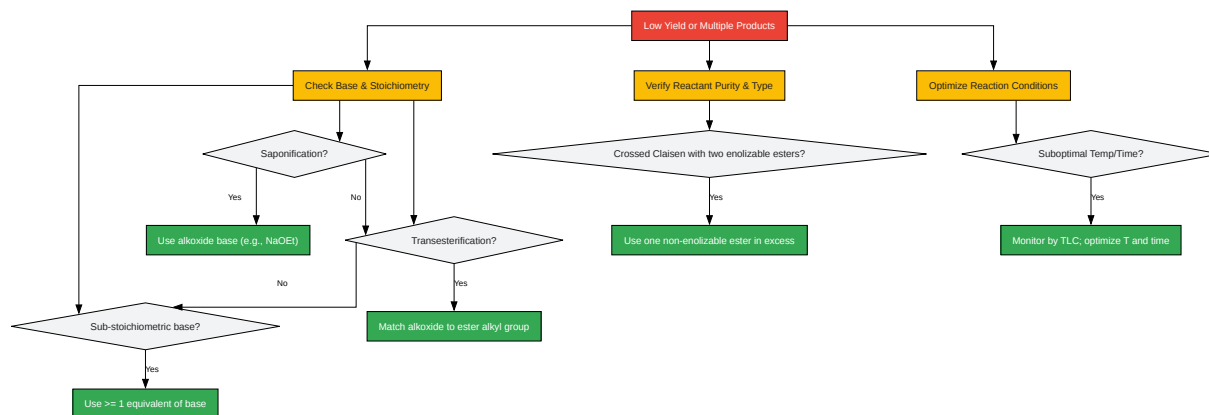 Low Yield or Multiple Products
Check Base & Stoichiometry
Verify Reactant Purity & Type
Optimize Reaction Conditions
Saponification?
Crossed Claisen with two enolizable esters?
Suboptimal Temp/Time?
Yes
No
Yes
Yes
Use alkoxide base (e.g., NaOEt)
Transesterification?
Use one non-enolizable ester in excess
Monitor by TLC; optimize T and time
No
Yes
Sub-stoichiometric base?
Match alkoxide to ester alkyl group
Yes
Use >= 1 equivalent of base